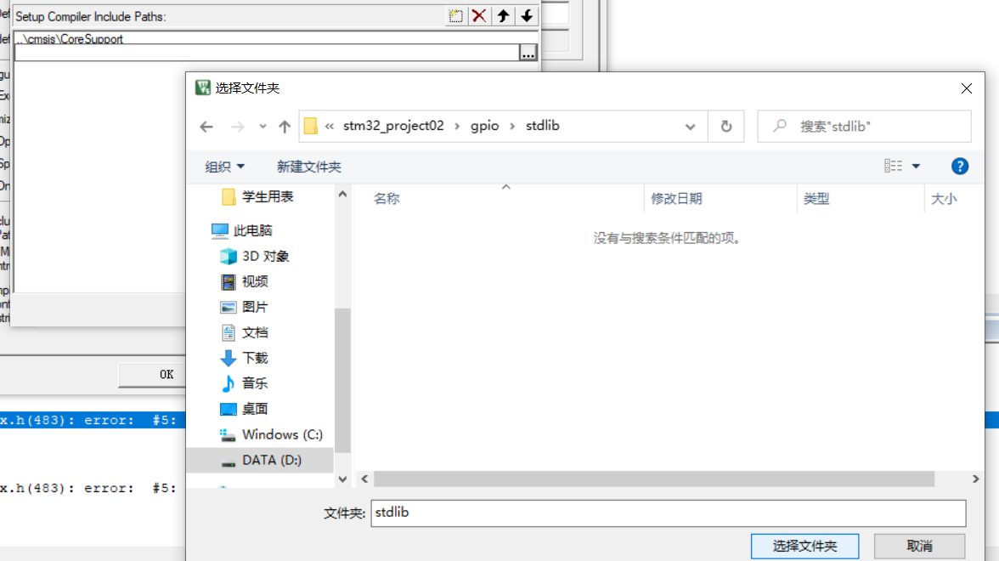 Setup Compiler Include Paths:
..\cmsis\CoreSupport
...
选择文件夹
« stm32_project02 › gpio › stdlib
搜索"stdlib"
组织
新建文件夹
学生用表
此电脑
3D 对象
视频
图片
文档
下载
音乐
桌面
Windows (C:)
DATA (D:)
名称
修改日期
类型
大小
没有与搜索条件匹配的项。
文件夹:
stdlib
选择文件夹
取消
OK
x.h(483): error:  #5:
x.h(483): error:  #5: